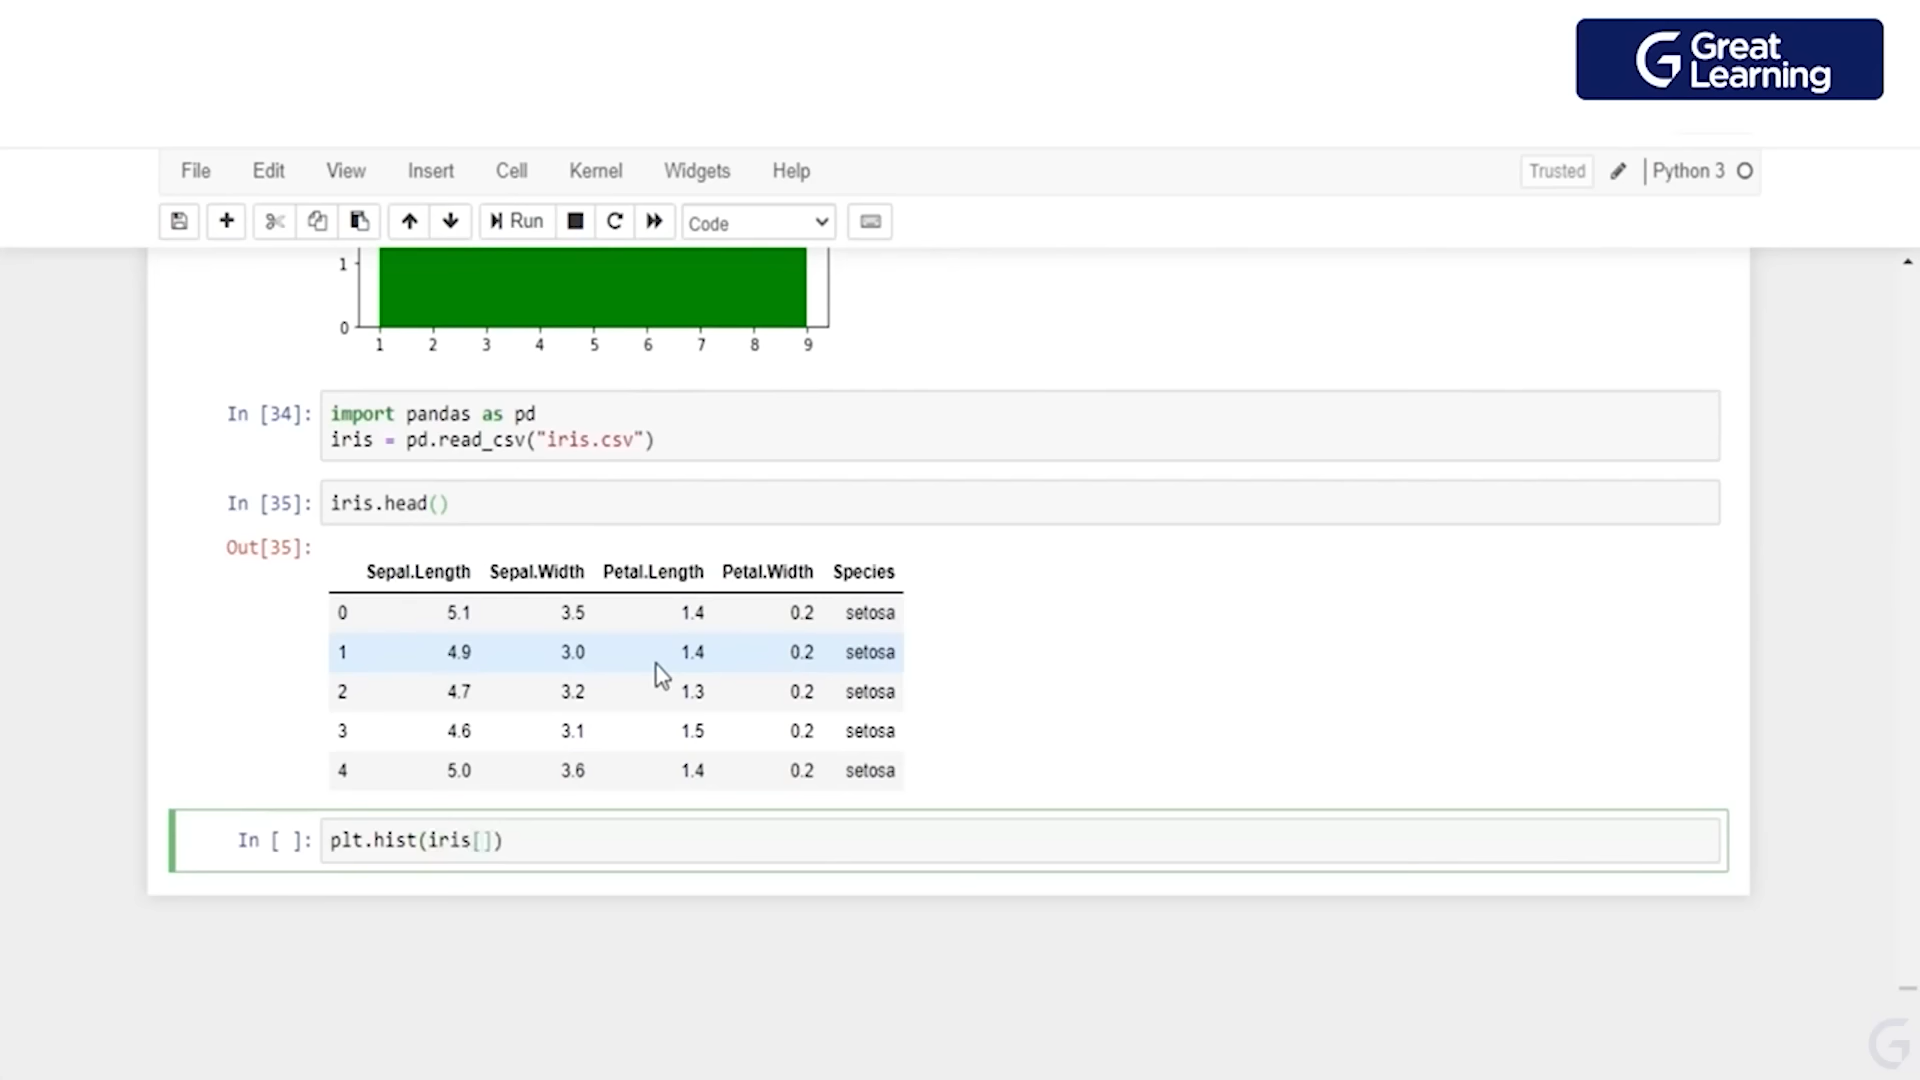 Great
Learning
File Edit View Insert Cell Kernel Widgets Help
Trusted Python 3
Run Code
1
0
1 2 3 4 5 6 7 8 9
In [34]: import pandas as pd
iris = pd.read_csv("iris.csv")
In [35]: iris.head()
Out[35]:
Sepal.Length Sepal.Width Petal.Length Petal.Width Species
0 5.1 3.5 1.4 0.2 setosa
1 4.9 3.0 1.4 0.2 setosa
2 4.7 3.2 1.3 0.2 setosa
3 4.6 3.1 1.5 0.2 setosa
4 5.0 3.6 1.4 0.2 setosa
In [ ]: plt.hist(iris[])